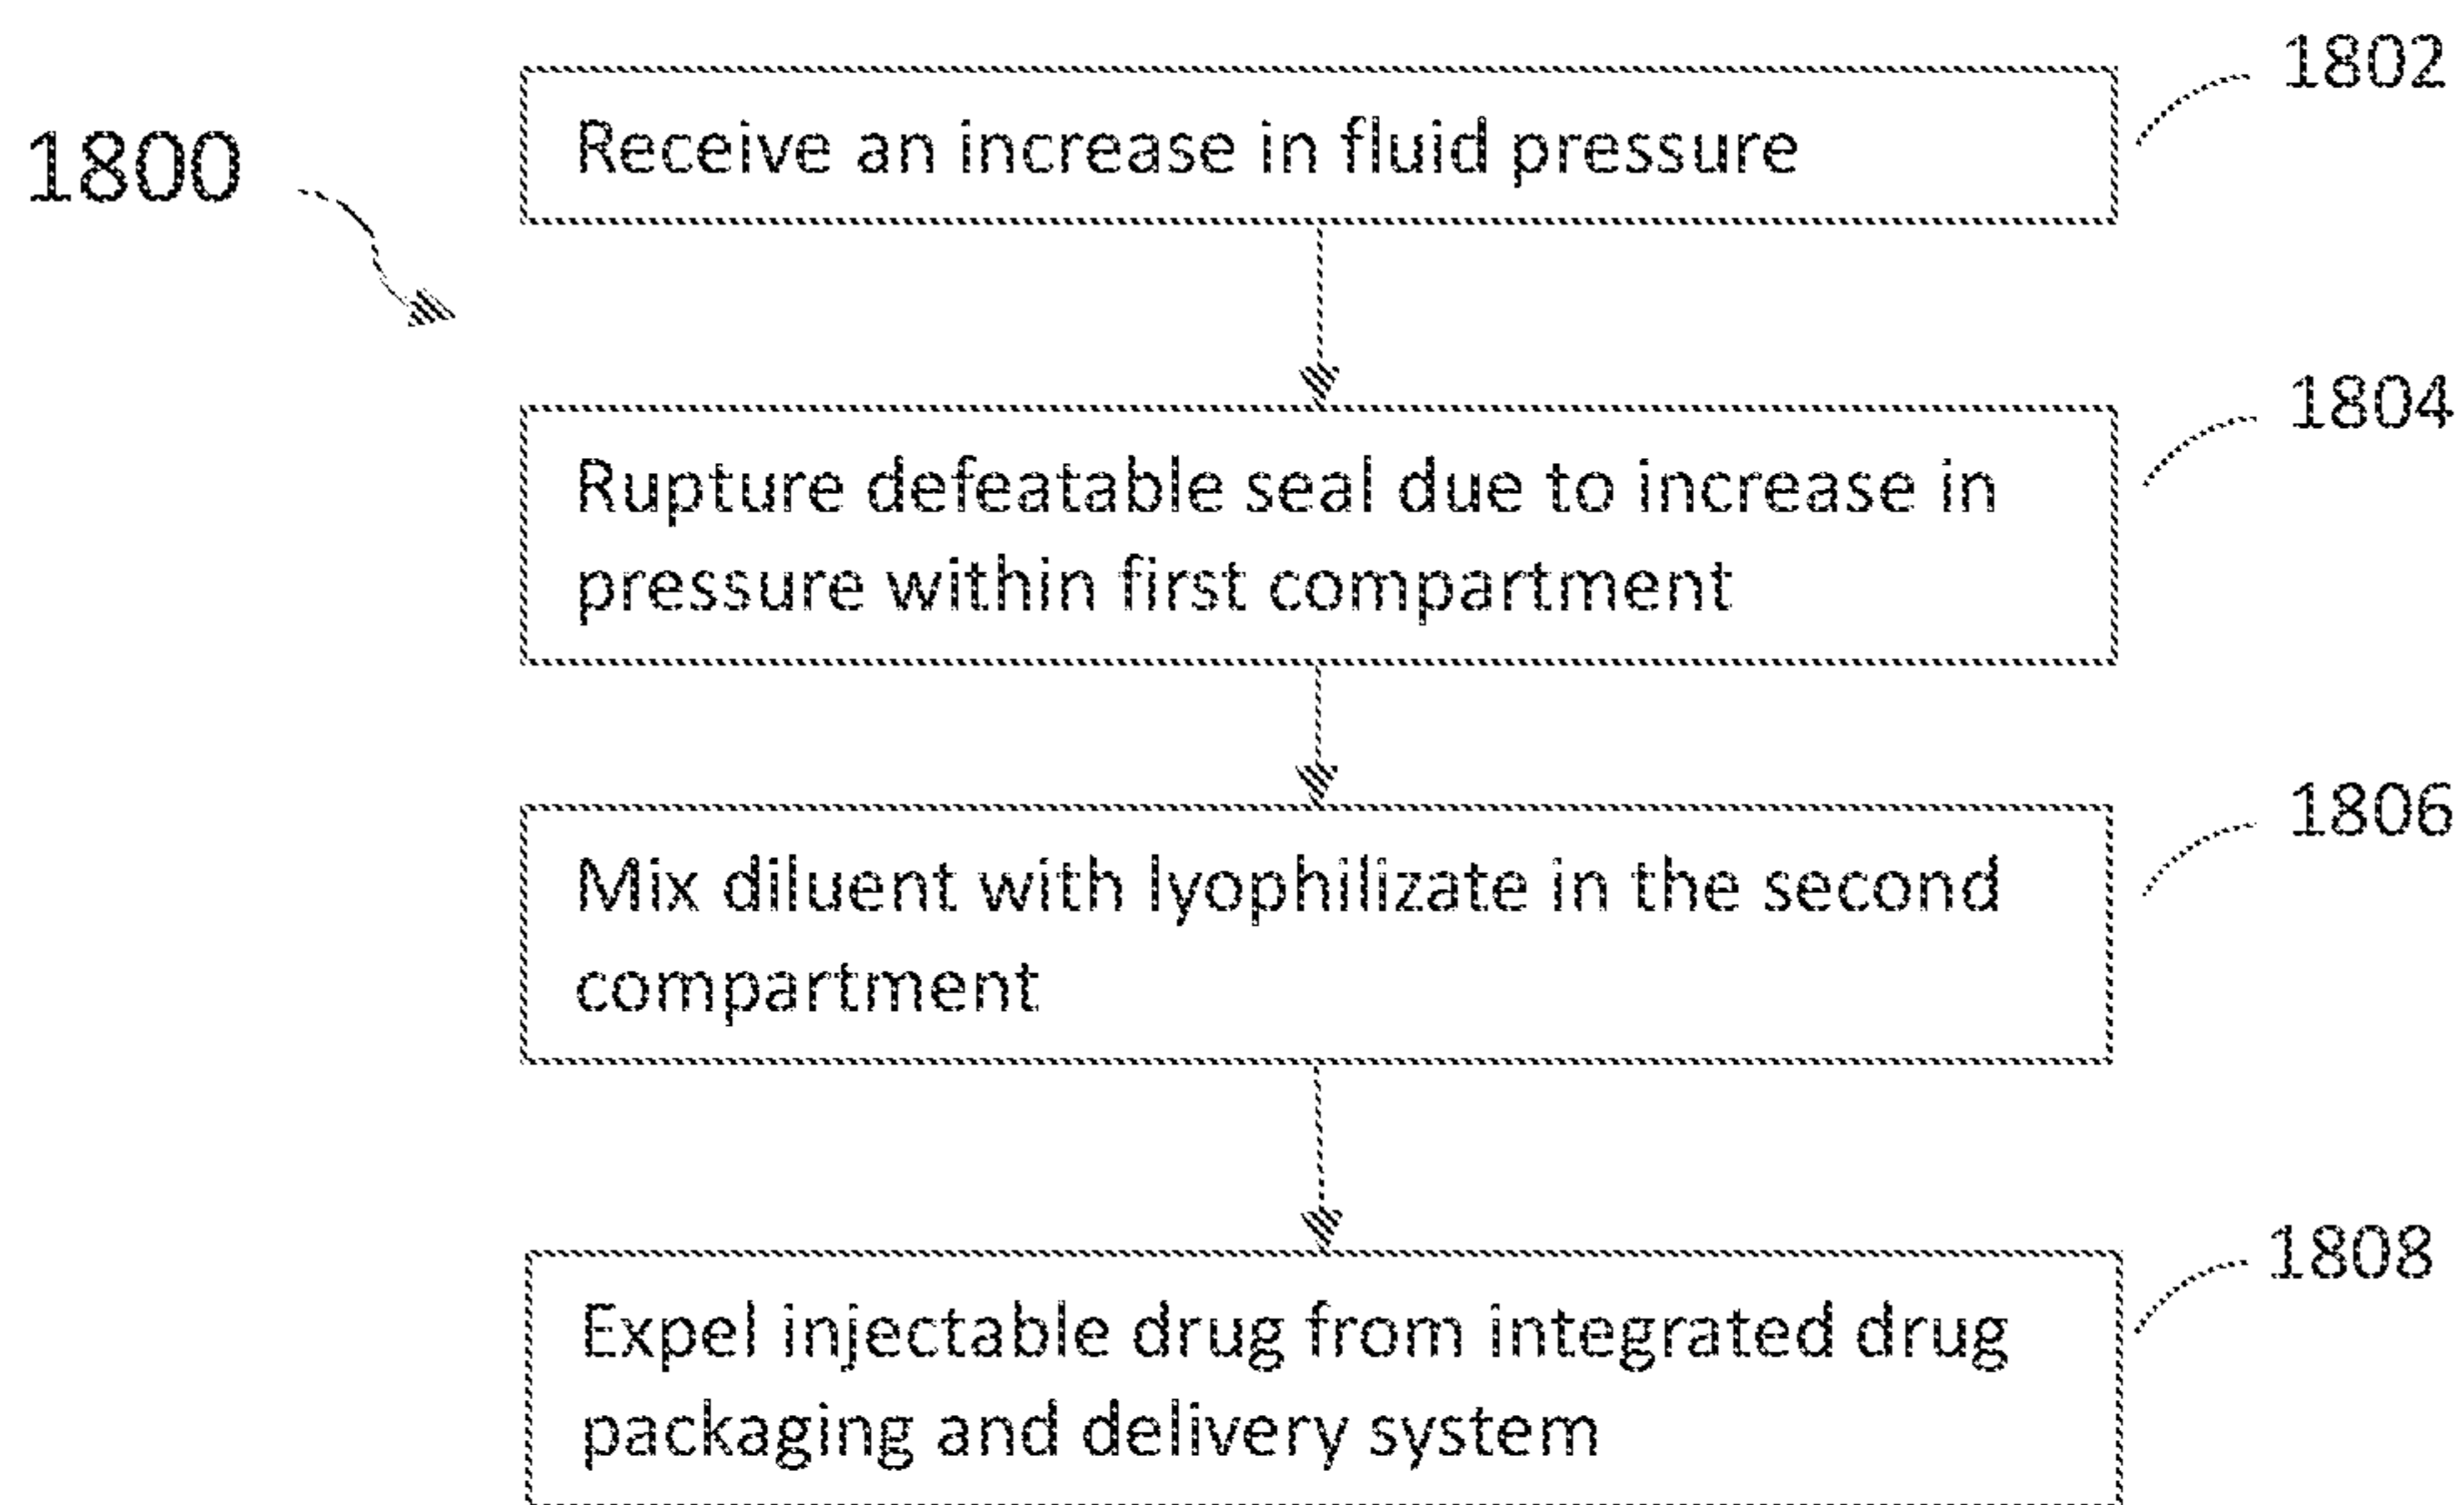 1802
1800
Receive an increase in fluid pressure
1804
Rupture defeatable seal due to increase in
pressure within first compartment
1806
Mix diluent with lyophilizate in the second
compartment
1808
Expel injectable drug from integrated drug
packaging and delivery system